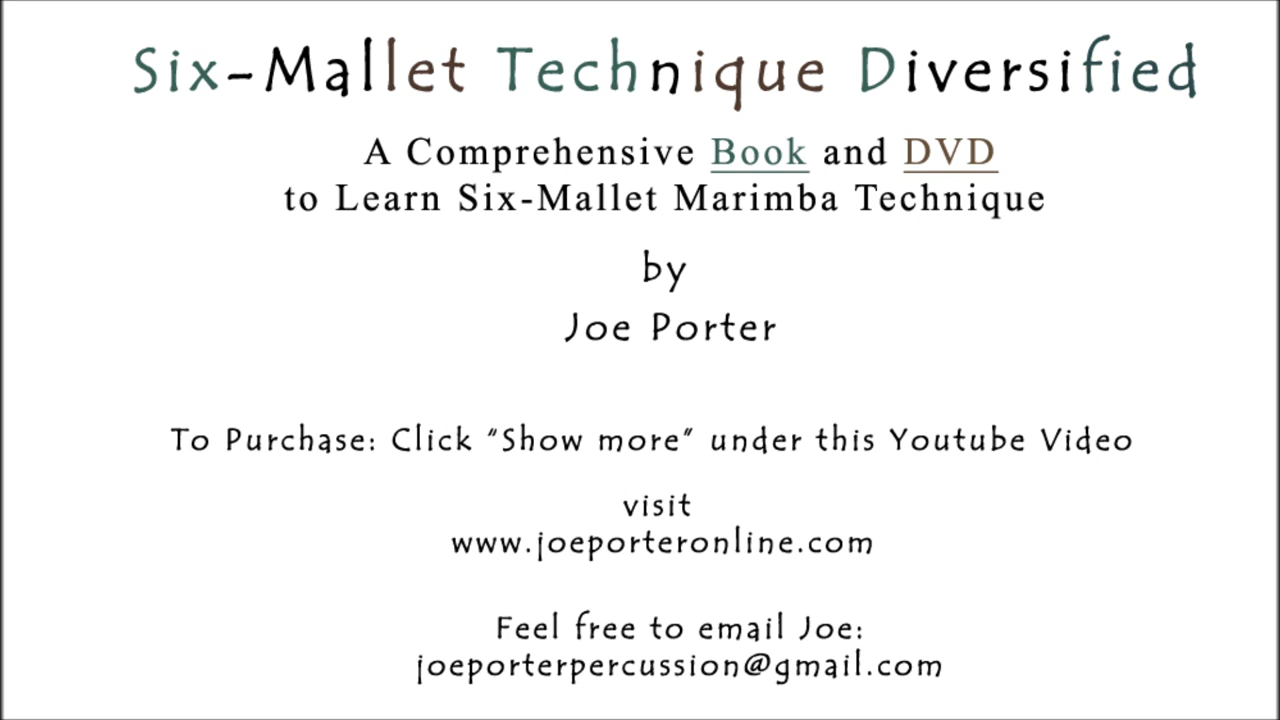 Six-Mallet Technique Diversified
A Comprehensive Book and DVD
to Learn Six-Mallet Marimba Technique
by
Joe Porter
To Purchase: Click "Show more" under this Youtube Video
visit
www.joeporteronline.com
Feel free to email Joe:
joeporterpercussion@gmail.com